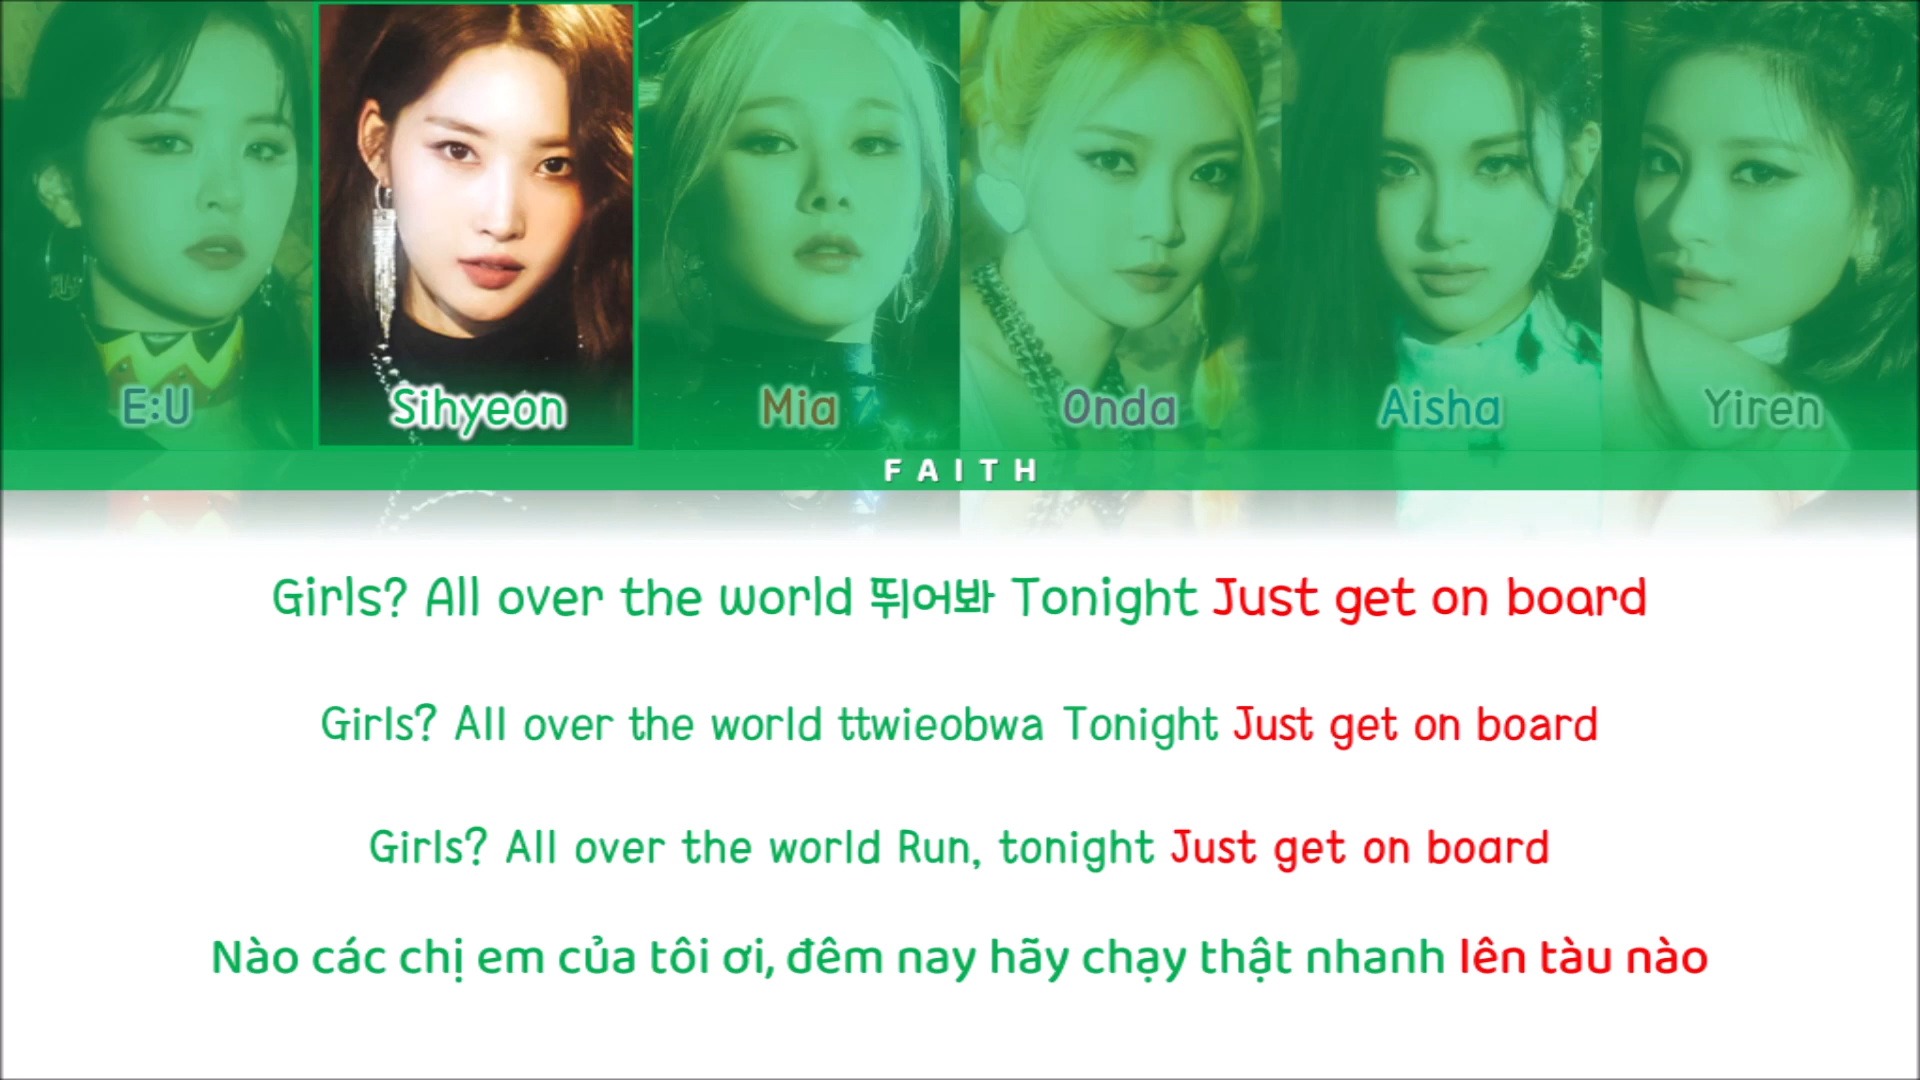 E:U Sihyeon Mia Onda Aisha Yiren
FAITH
Girls? All over the world 뛰어봐 Tonight Just get on board
Girls? All over the world ttwieobwa Tonight Just get on board
Girls? All over the world Run, tonight Just get on board
Nào các chị em của tôi ơi, đêm nay hãy chạy thật nhanh lên tàu nào